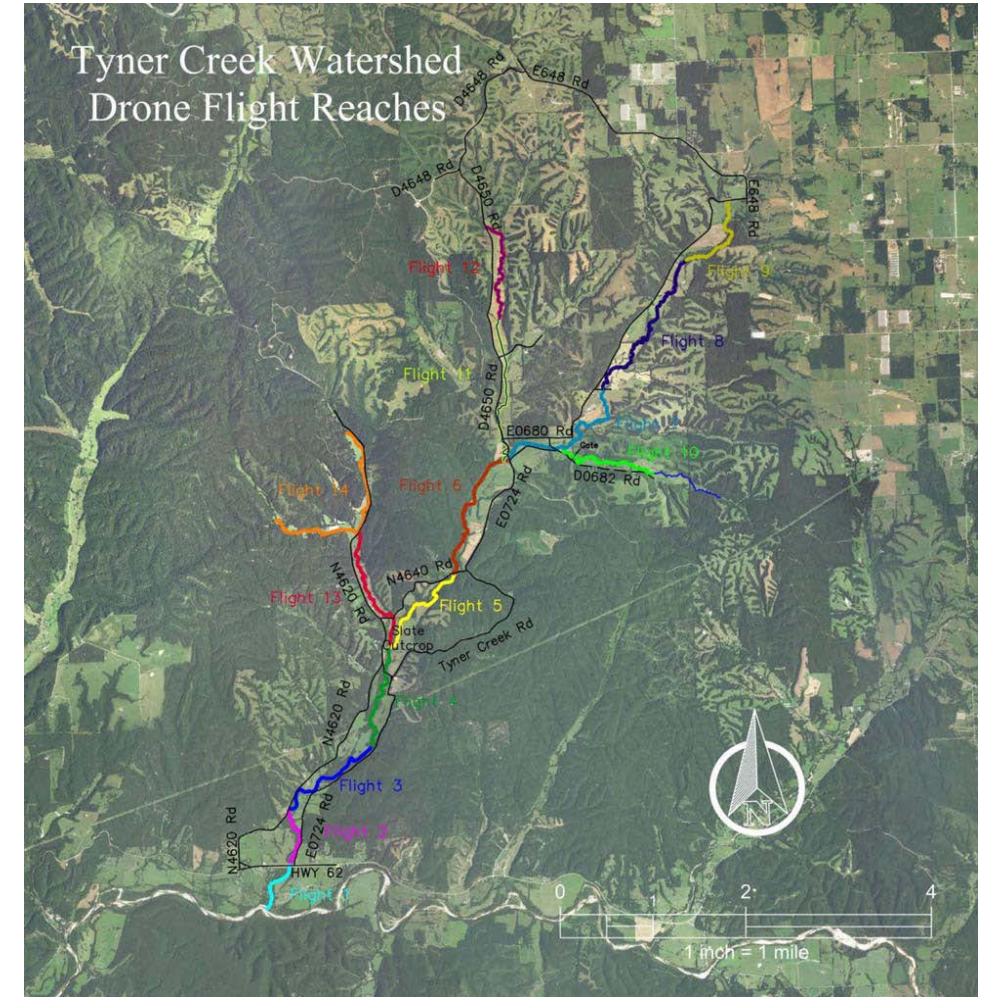 Tyner Creek Watershed
Drone Flight Reaches
D4648 Rd
E648 Rd
D4648 Rd
D4650 Rd
E648 Rd
Flight 12
Flight 9
Flight 8
Flight 11
D4650 Rd
E0680 Rd
Flight
Gate
Flight 10
D0682 Rd
Flight 6
E0724 Rd
Flight 14
N4640 Rd
N4620 Rd
Flight 13
Flight 5
Slate
Outcrop
Tyner Creek Rd
N4620 Rd
Flight 4
Flight 3
E0724 Rd
Flight 2
N4620 Rd
HWY 62
Flight 1
N
0
1
2
4
1 inch = 1 mile